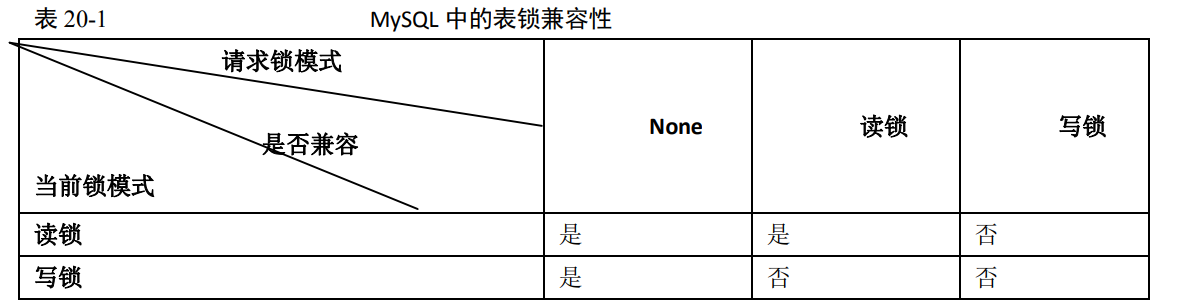 表 20-1 MySQL 中的表锁兼容性
请求锁模式
是否兼容
当前锁模式
None 读锁 写锁
读锁 是 是 否
写锁 是 否 否